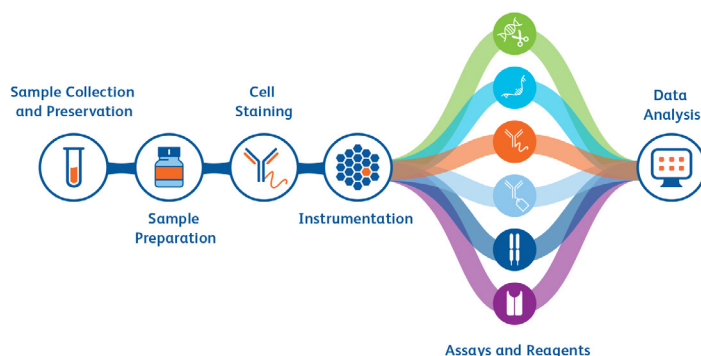 Sample Collection
and Preservation
Sample
Preparation
Cell
Staining
Instrumentation
Assays and Reagents
Data
Analysis